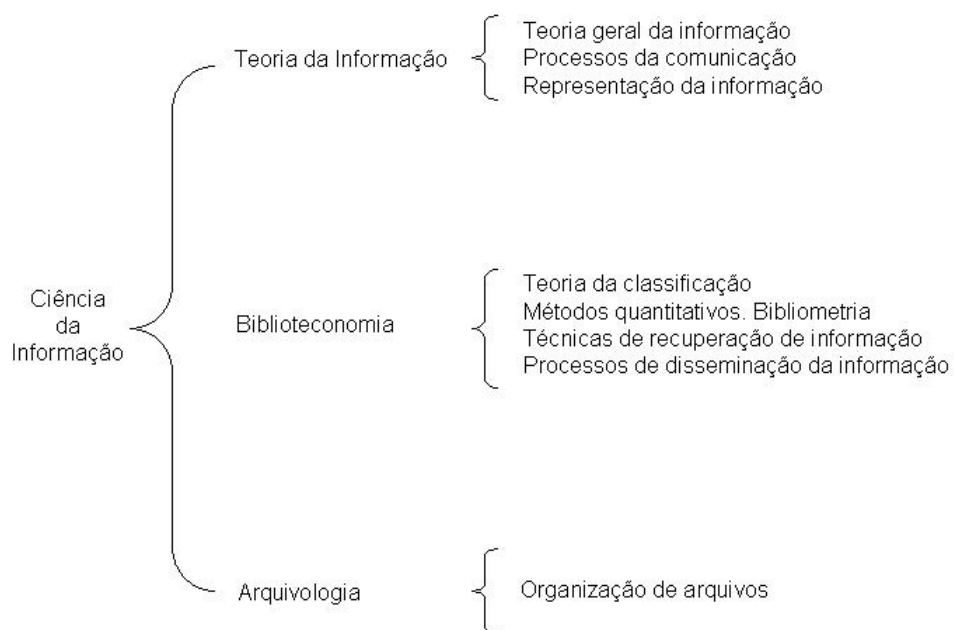 Ciência
da
Informação
Teoria da Informação
Teoria geral da informação
Processos da comunicação
Representação da informação
Biblioteconomia
Teoria da classificação
Métodos quantitativos. Bibliometria
Técnicas de recuperação de informação
Processos de disseminação da informação
Arquivologia
Organização de arquivos